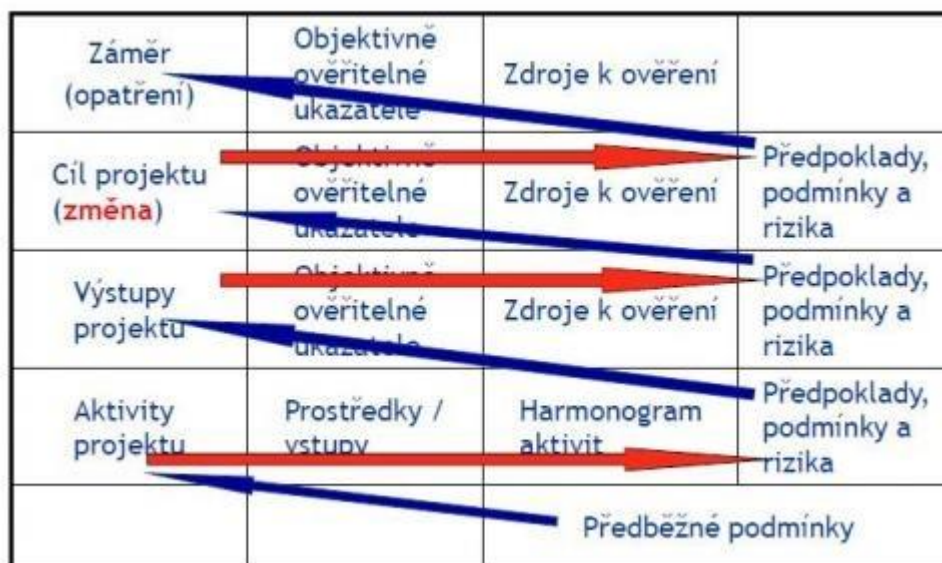 Záměr
(opatření)
Objektivně
ověřitelné
ukazatele
Zdroje k ověření
Cíl projektu
(změna)
Objektivně
ověřitelné
ukazatele
Zdroje k ověření
Předpoklady,
podmínky a
rizika
Výstupy
projektu
Objektivně
ověřitelné
ukazatele
Zdroje k ověření
Předpoklady,
podmínky a
rizika
Aktivity
projektu
Prostředky /
vstupy
Harmonogram
aktivit
Předpoklady,
podmínky a
rizika
Předběžné podmínky